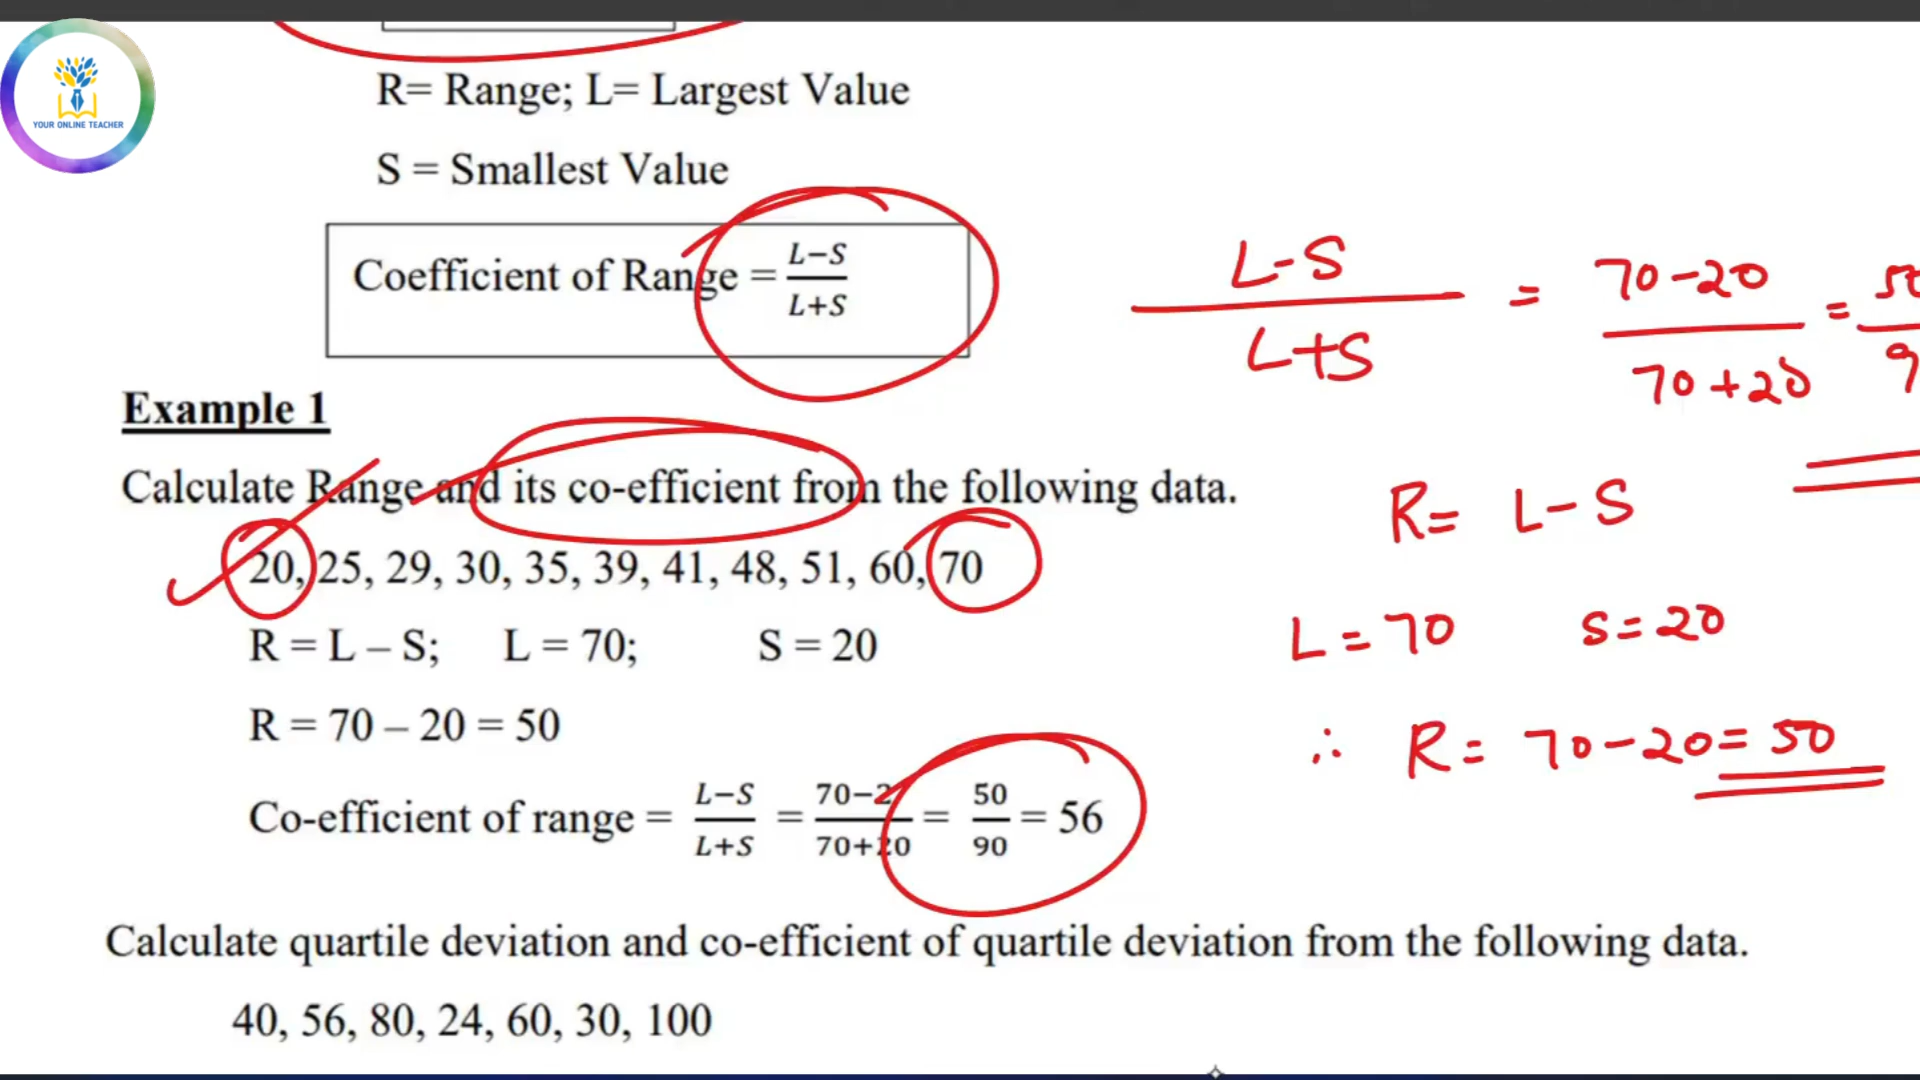 YOUR ONLINE TEACHER
R= Range; L= Largest Value
S = Smallest Value
Coefficient of Range = L−S / L+S
L-S / L+S = 70-20 / 70+20 =
Example 1
Calculate Range and its co-efficient from the following data.
R= L-S
20, 25, 29, 30, 35, 39, 41, 48, 51, 60, 70
L=70 S=20
R = L – S; L = 70; S = 20
R = 70 – 20 = 50
∴ R= 70-20=50
Co-efficient of range = L−S / L+S = 70−2 / 70+20 = 50 / 90 = 56
Calculate quartile deviation and co-efficient of quartile deviation from the following data.
40, 56, 80, 24, 60, 30, 100